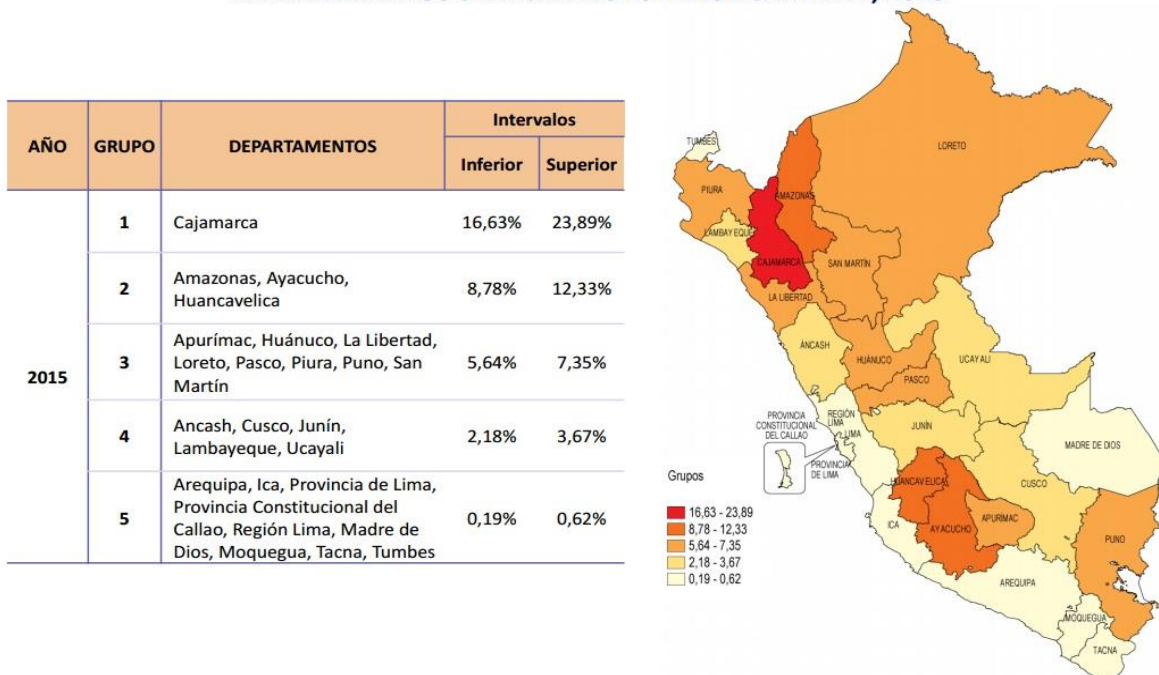 AÑO
GRUPO
DEPARTAMENTOS
Intervalos
Inferior
Superior
2015
1
Cajamarca
16,63%
23,89%
2
Amazonas, Ayacucho,
Huancavelica
8,78%
12,33%
3
Apurímac, Huánuco, La Libertad,
Loreto, Pasco, Piura, Puno, San
Martín
5,64%
7,35%
4
Ancash, Cusco, Junín,
Lambayeque, Ucayali
2,18%
3,67%
5
Arequipa, Ica, Provincia de Lima,
Provincia Constitucional del
Callao, Región Lima, Madre de
Dios, Moquegua, Tacna, Tumbes
0,19%
0,62%
TUMBES
LORETO
PIURA
AMAZONAS
LAMBAYEQUE
CAJAMARCA
SAN MARTÍN
LA LIBERTAD
ÁNCASH
HUÁNUCO
UCAYALI
PASCO
PROVINCIA
CONSTITUCIONAL
DEL CALLAO
REGIÓN
LIMA
LIMA
JUNÍN
MADRE DE DIOS
PROVINCIA
DE LIMA
HUANCAVELICA
CUSCO
ICA
AYACUCHO
APURÍMAC
PUNO
AREQUIPA
MOQUEGUA
TACNA
Grupos
16,63 - 23,89
8,78 - 12,33
5,64 - 7,35
2,18 - 3,67
0,19 - 0,62